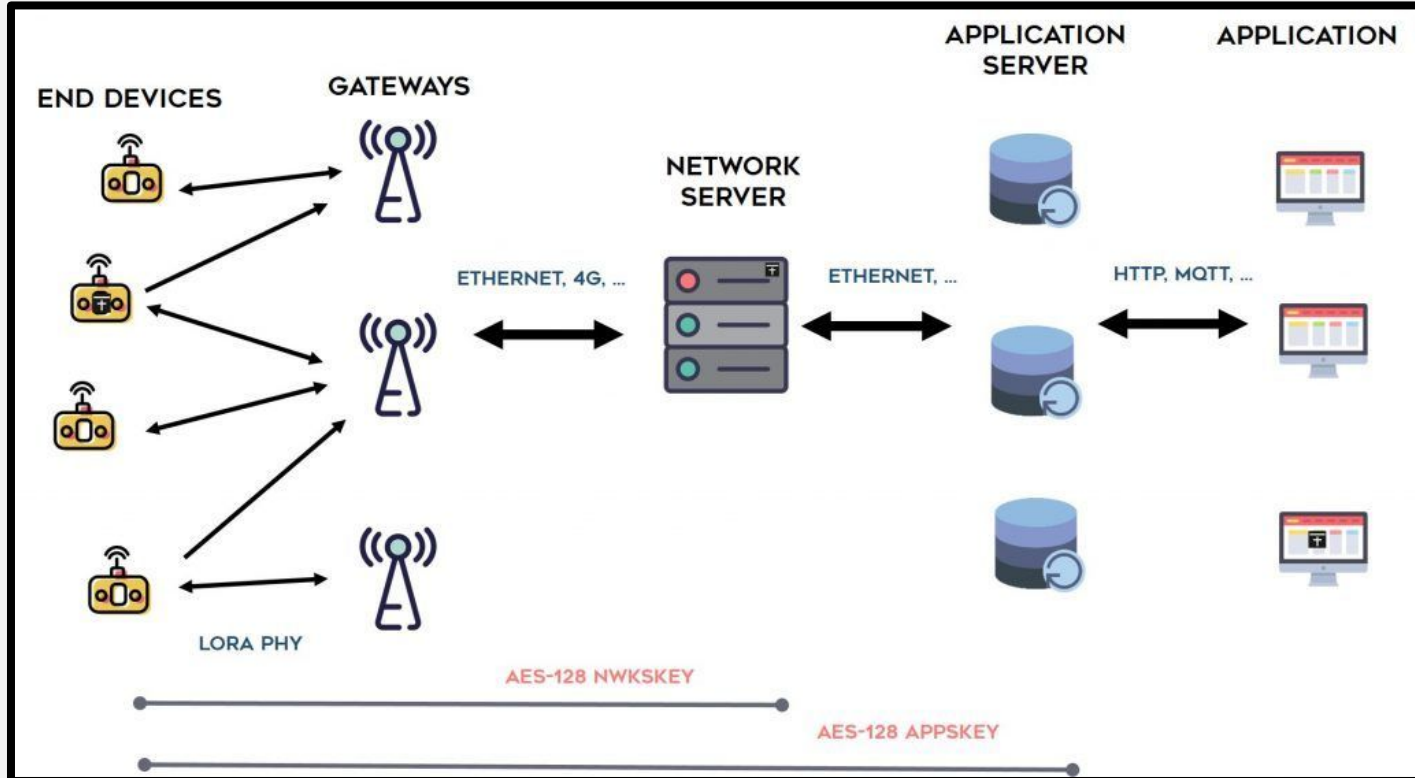 END DEVICES
GATEWAYS
NETWORK
SERVER
APPLICATION
SERVER
APPLICATION
ETHERNET, 4G, ...
ETHERNET, ...
HTTP, MQTT, ...
LORA PHY
AES-128 NWKSKEY
AES-128 APPSKEY